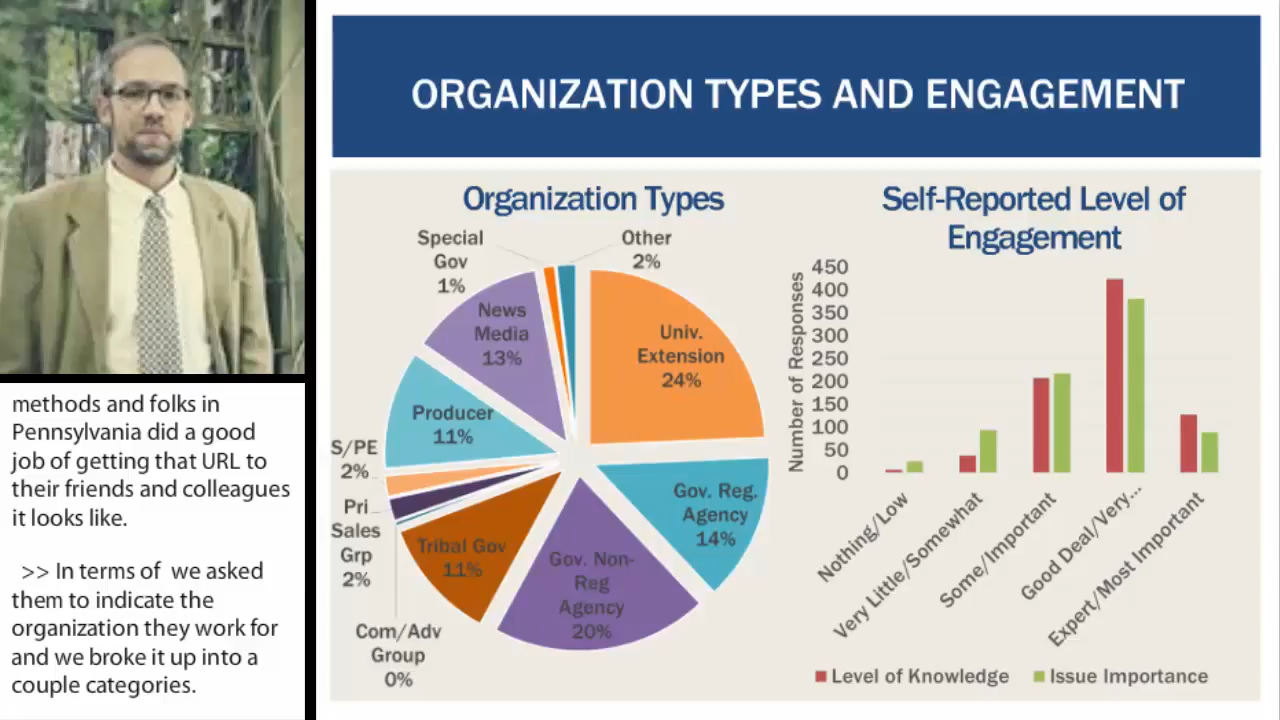 methods and folks in
Pennsylvania did a good
job of getting that URL to
their friends and colleagues
it looks like.
>> In terms of we asked
them to indicate the
organization they work for
and we broke it up into a
couple categories.
ORGANIZATION TYPES AND ENGAGEMENT
Organization Types
Special
Gov
1%
Other
2%
News
Media
13%
Univ.
Extension
24%
Producer
11%
S/PE
2%
Pri
Sales
Grp
2%
Gov. Reg.
Agency
14%
Tribal Gov
11%
Gov. Non-
Reg
Agency
20%
Com/Adv
Group
0%
Self-Reported Level of
Engagement
Number of Responses
450
400
350
300
250
200
150
100
50
0
Nothing/Low
Very Little/Somewhat
Some/Important
Good Deal/Very...
Expert/Most Important
Level of Knowledge
Issue Importance